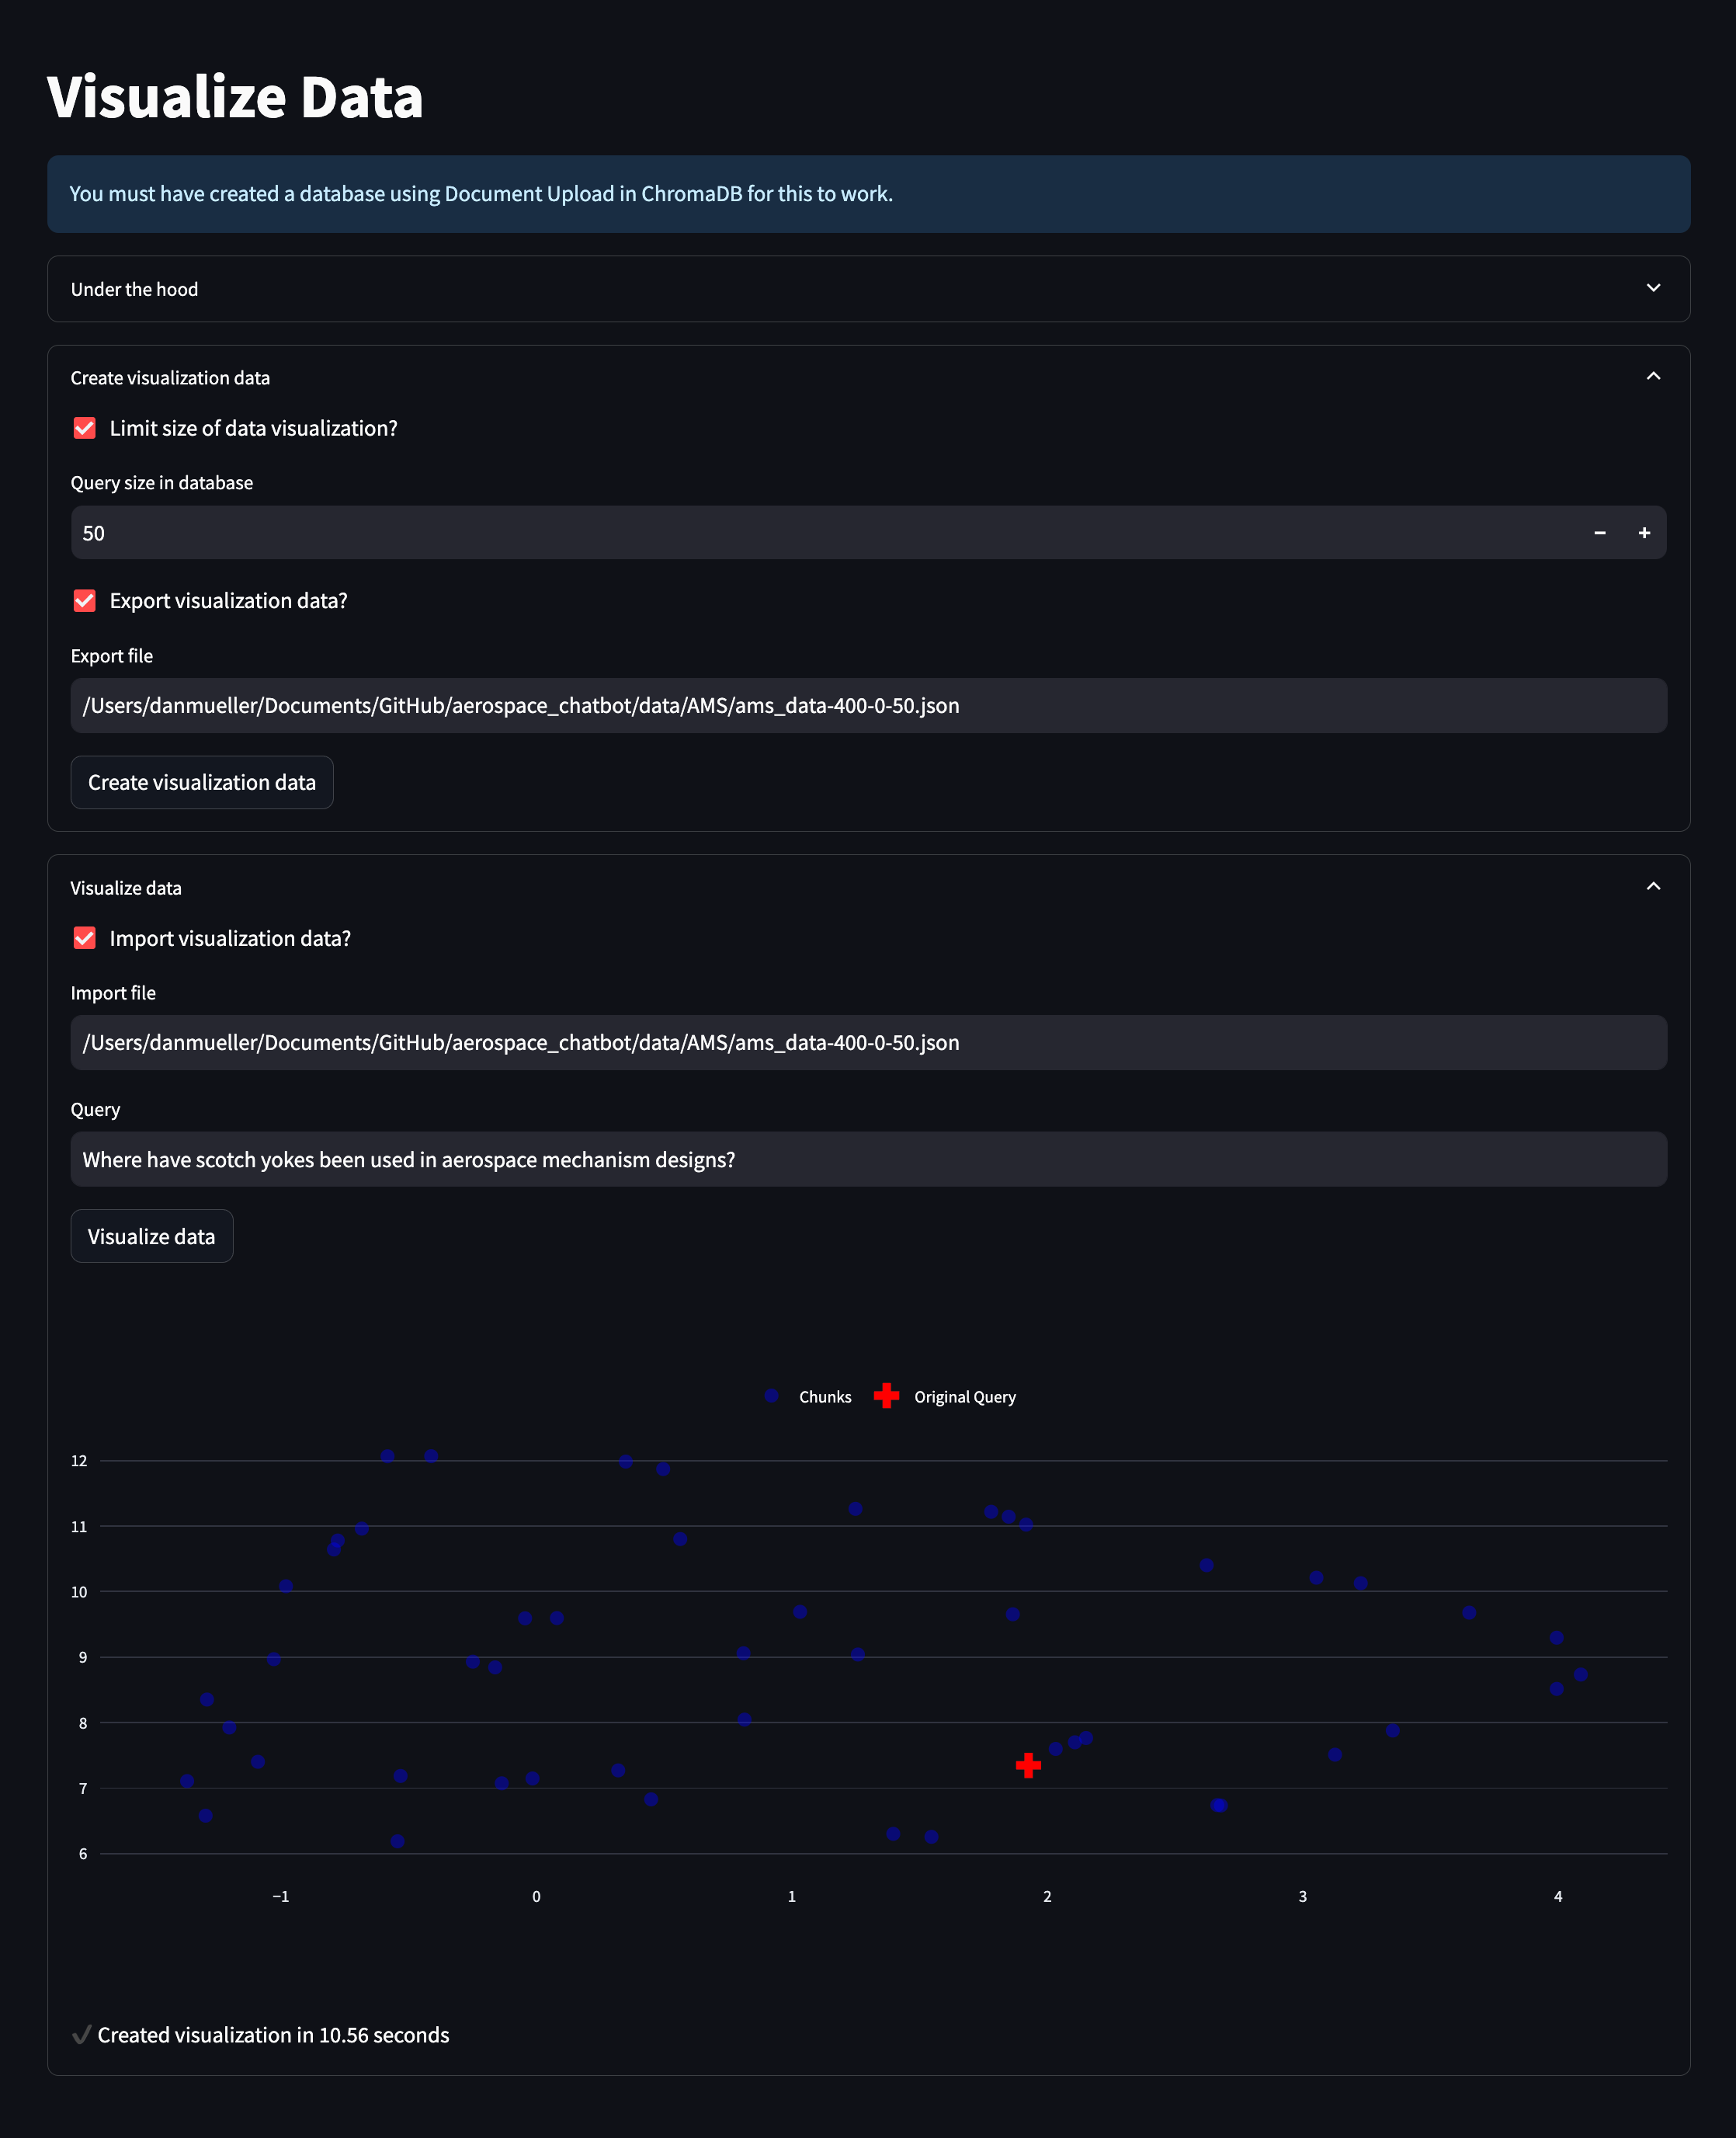 Visualize Data
You must have created a database using Document Upload in ChromaDB for this to work.
Under the hood
Create visualization data
Limit size of data visualization?
Query size in database
50
Export visualization data?
Export file
/Users/danmueller/Documents/GitHub/aerospace_chatbot/data/AMS/ams_data-400-0-50.json
Create visualization data
Visualize data
Import visualization data?
Import file
/Users/danmueller/Documents/GitHub/aerospace_chatbot/data/AMS/ams_data-400-0-50.json
Query
Where have scotch yokes been used in aerospace mechanism designs?
Visualize data
Chunks Original Query
12
11
10
9
8
7
6
−1 0 1 2 3 4
Created visualization in 10.56 seconds